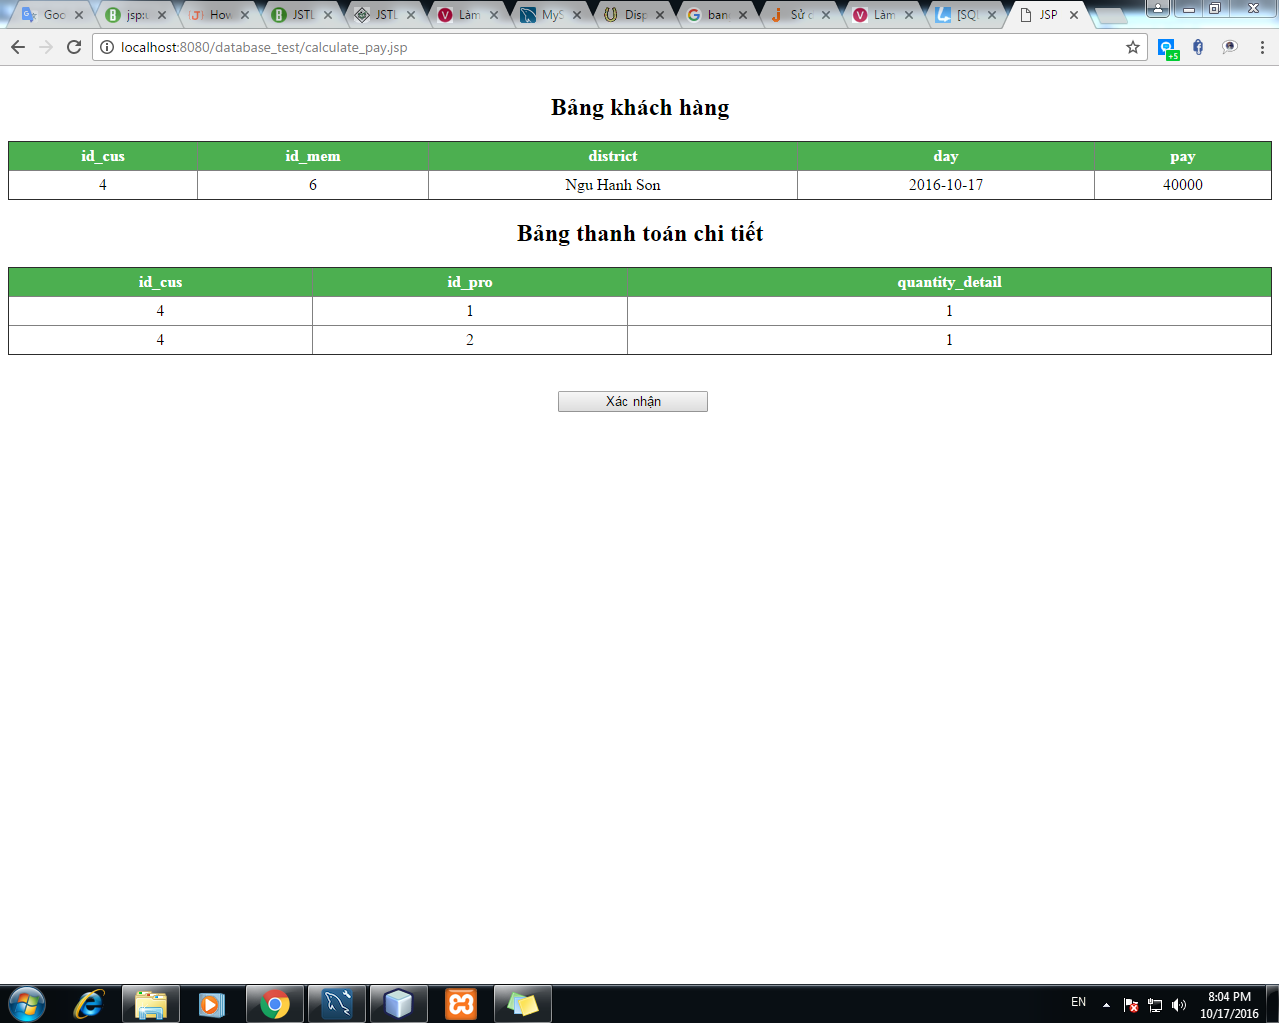 Goo jsp:u How JSTL JSTL Làm MyS Disp ban Sử d Làm [SQ JSP
localhost:8080/database_test/calculate_pay.jsp
+5
Bảng khách hàng
id_cus id_mem district day pay
4 6 Ngu Hanh Son 2016-10-17 40000
Bảng thanh toán chi tiết
id_cus id_pro quantity_detail
4 1 1
4 2 1
Xác nhận
EN 8:04 PM
10/17/2016